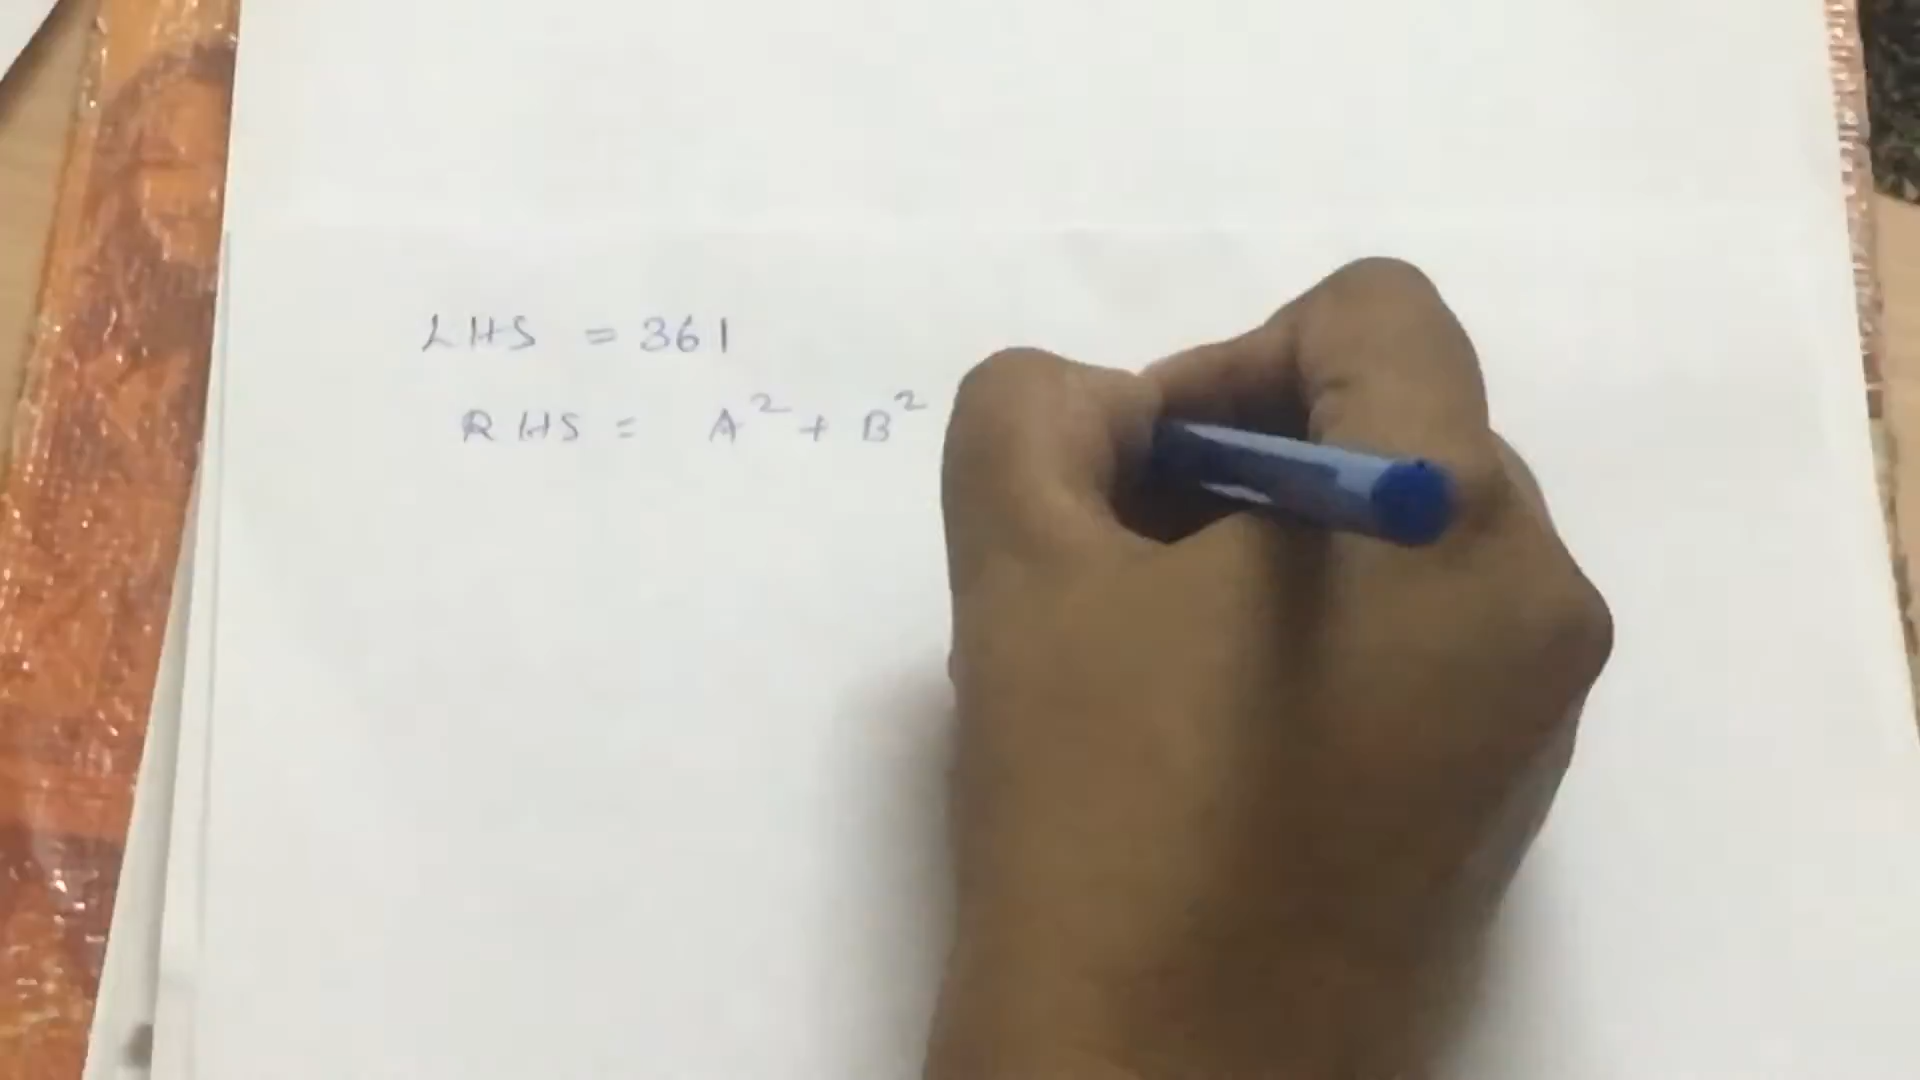 LHS = 361
RHS = A² + B²